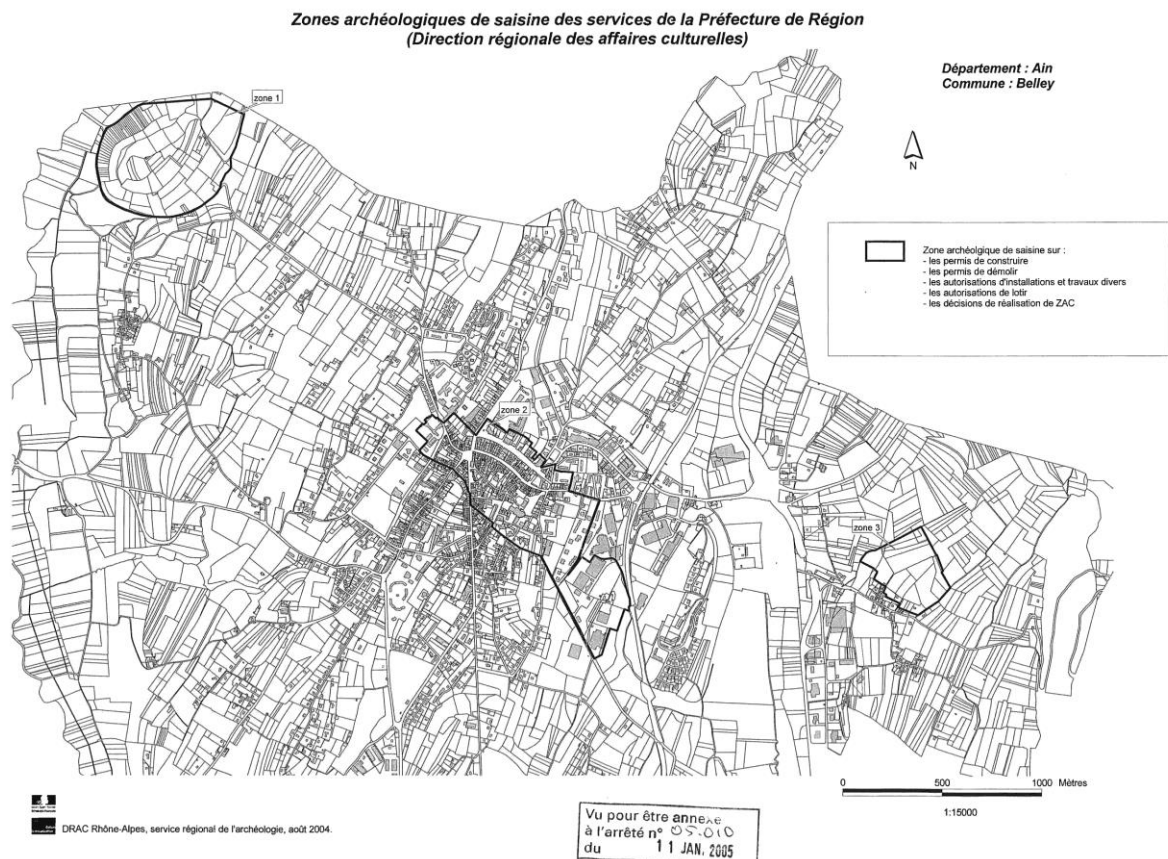 Zones archéologiques de saisine des services de la Préfecture de Région
(Direction régionale des affaires culturelles)
Département : Ain
Commune : Belley
zone 1
N
Zone archéolgique de saisine sur :
- les permis de construire
- les permis de démolir
- les autorisations d'installations et travaux divers
- les autorisations de lotir
- les décisions de réalisation de ZAC
zone 2
zone 3
0 500 1000 Mètres
1:15000
DRAC Rhône-Alpes, service régional de l'archéologie, août 2004.
Vu pour être annexe
à l'arrêté n° 05.010
du 11 JAN. 2005